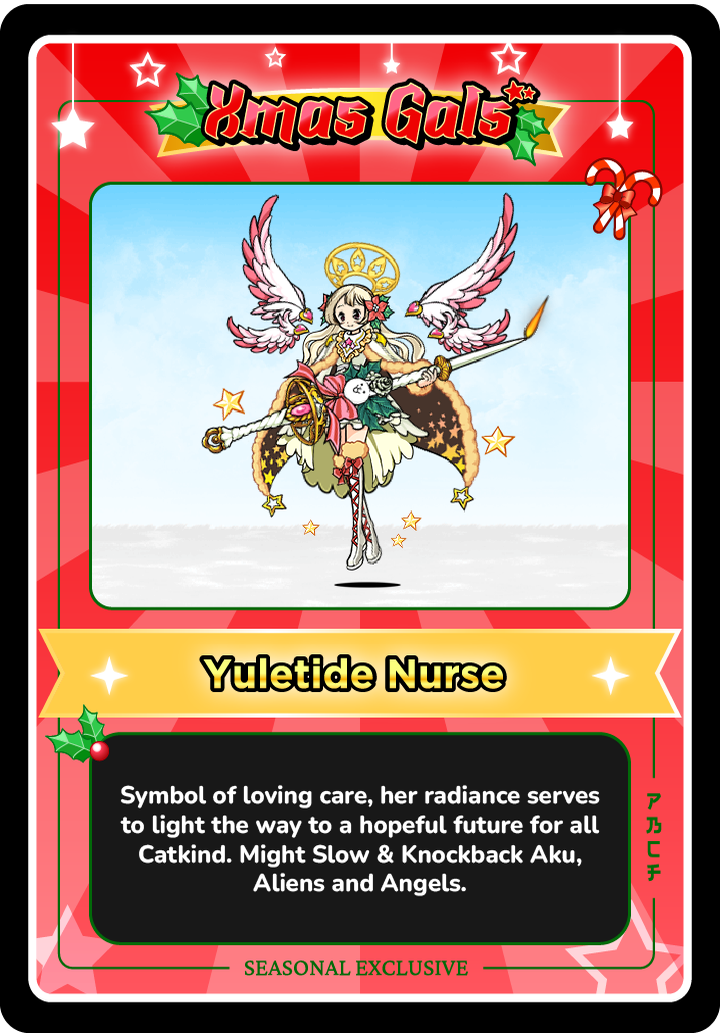 Xmas Gals
Yuletide Nurse
Symbol of loving care, her radiance serves
to light the way to a hopeful future for all
Catkind. Might Slow & Knockback Aku,
Aliens and Angels.
SEASONAL EXCLUSIVE